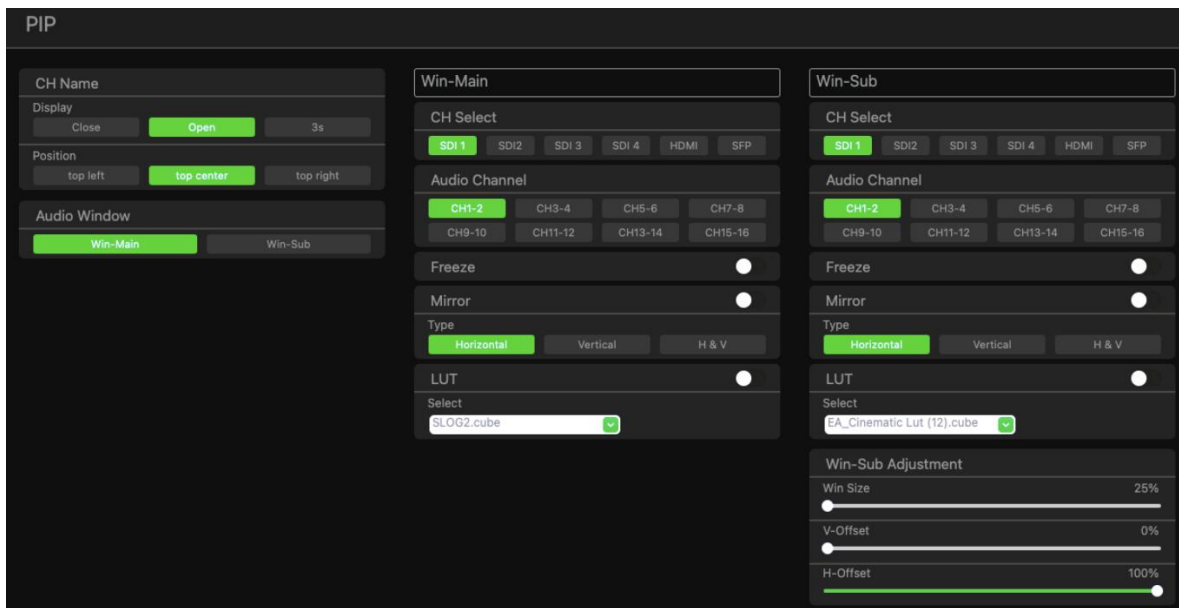 PIP
CH Name
Display
Close Open 3s
Position
top left top center top right
Audio Window
Win-Main Win-Sub
Win-Main
CH Select
SDI 1 SDI2 SDI 3 SDI 4 HDMI SFP
Audio Channel
CH1-2 CH3-4 CH5-6 CH7-8
CH9-10 CH11-12 CH13-14 CH15-16
Freeze
Mirror
Type
Horizontal Vertical H & V
LUT
Select
SLOG2.cube
Win-Sub
CH Select
SDI 1 SDI2 SDI 3 SDI 4 HDMI SFP
Audio Channel
CH1-2 CH3-4 CH5-6 CH7-8
CH9-10 CH11-12 CH13-14 CH15-16
Freeze
Mirror
Type
Horizontal Vertical H & V
LUT
Select
EA_Cinematic Lut (12).cube
Win-Sub Adjustment
Win Size 25%
V-Offset 0%
H-Offset 100%